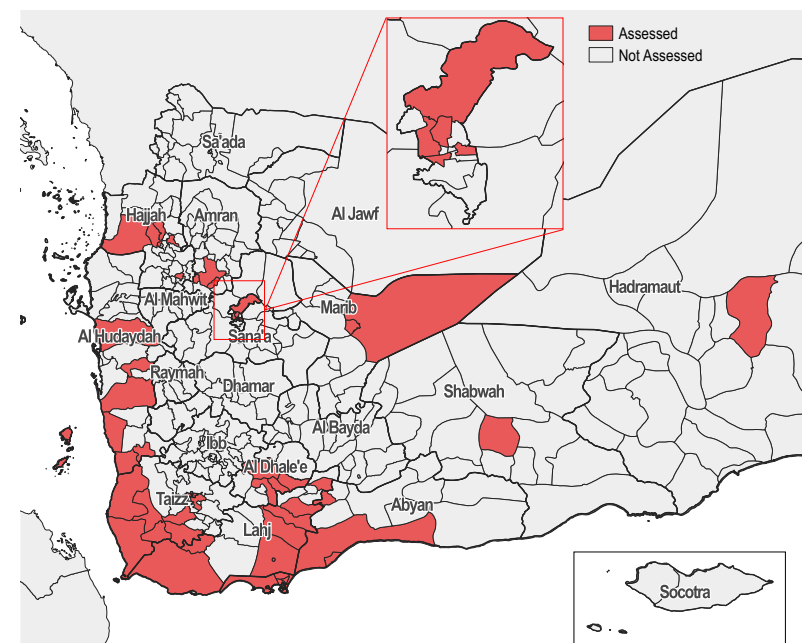 Assessed
Not Assessed
Sa'ada
Hajjah
Amran
Al Jawf
Hadramaut
Al Mahwit
Marib
Al Hudaydah
Sana'a
Raymah
Dhamar
Shabwah
Al Bayda
Ibb
Al Dhale'e
Taizz
Abyan
Lahj
Socotra